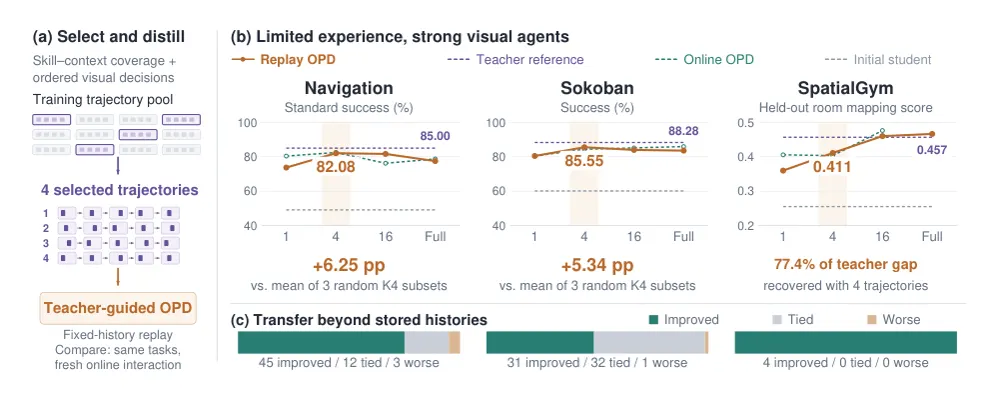 (a) Select and distill
Skill–context coverage +
ordered visual decisions
Training trajectory pool
4 selected trajectories
1
2
3
4
Teacher-guided OPD
Fixed-history replay
Compare: same tasks,
fresh online interaction
(b) Limited experience, strong visual agents
Replay OPD
Teacher reference
Online OPD
Initial student
Navigation
Standard success (%)
100
80
60
40
85.00
82.08
1 4 16 Full
+6.25 pp
vs. mean of 3 random K4 subsets
Sokoban
Success (%)
100
80
60
40
88.28
85.55
1 4 16 Full
+5.34 pp
vs. mean of 3 random K4 subsets
SpatialGym
Held-out room mapping score
0.5
0.4
0.3
0.2
0.457
0.411
1 4 16 Full
77.4% of teacher gap
recovered with 4 trajectories
(c) Transfer beyond stored histories
Improved
Tied
Worse
45 improved / 12 tied / 3 worse
31 improved / 32 tied / 1 worse
4 improved / 0 tied / 0 worse